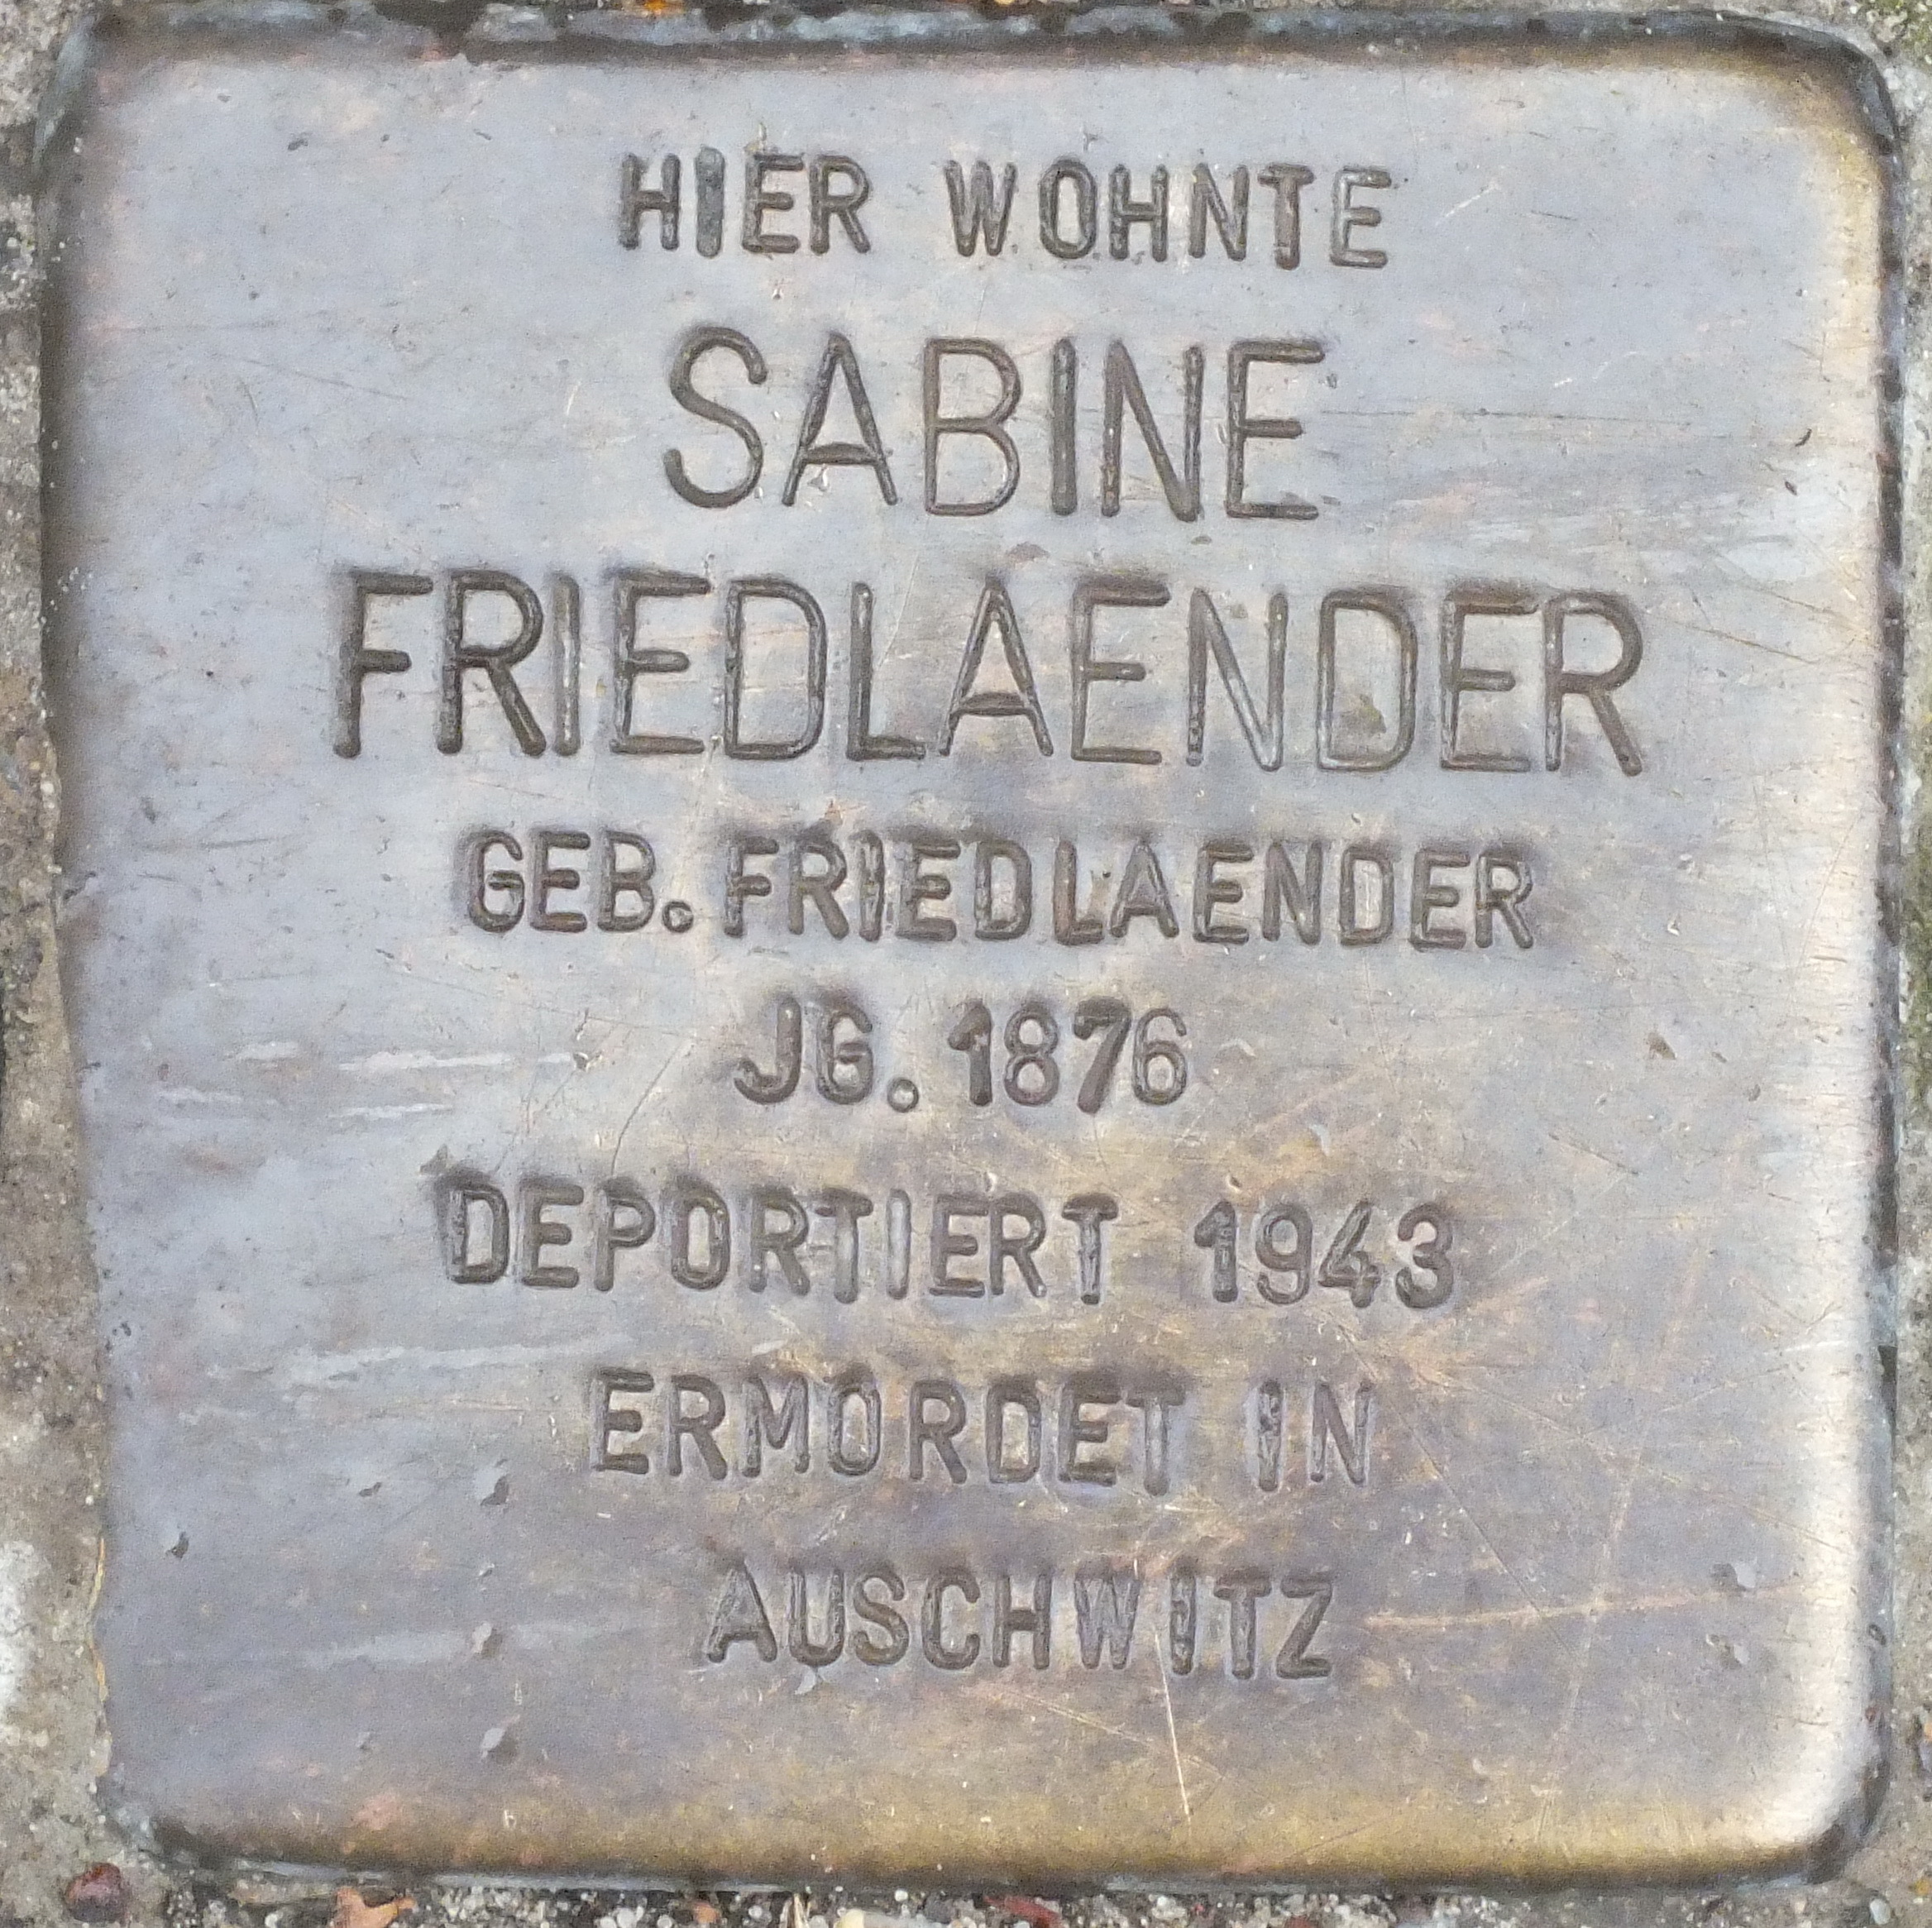 HIER WOHNTE
SABINE
FRIEDLAENDER
GEB. FRIEDLAENDER
JG. 1876
DEPORTIERT 1943
ERMORDET IN
AUSCHWITZ